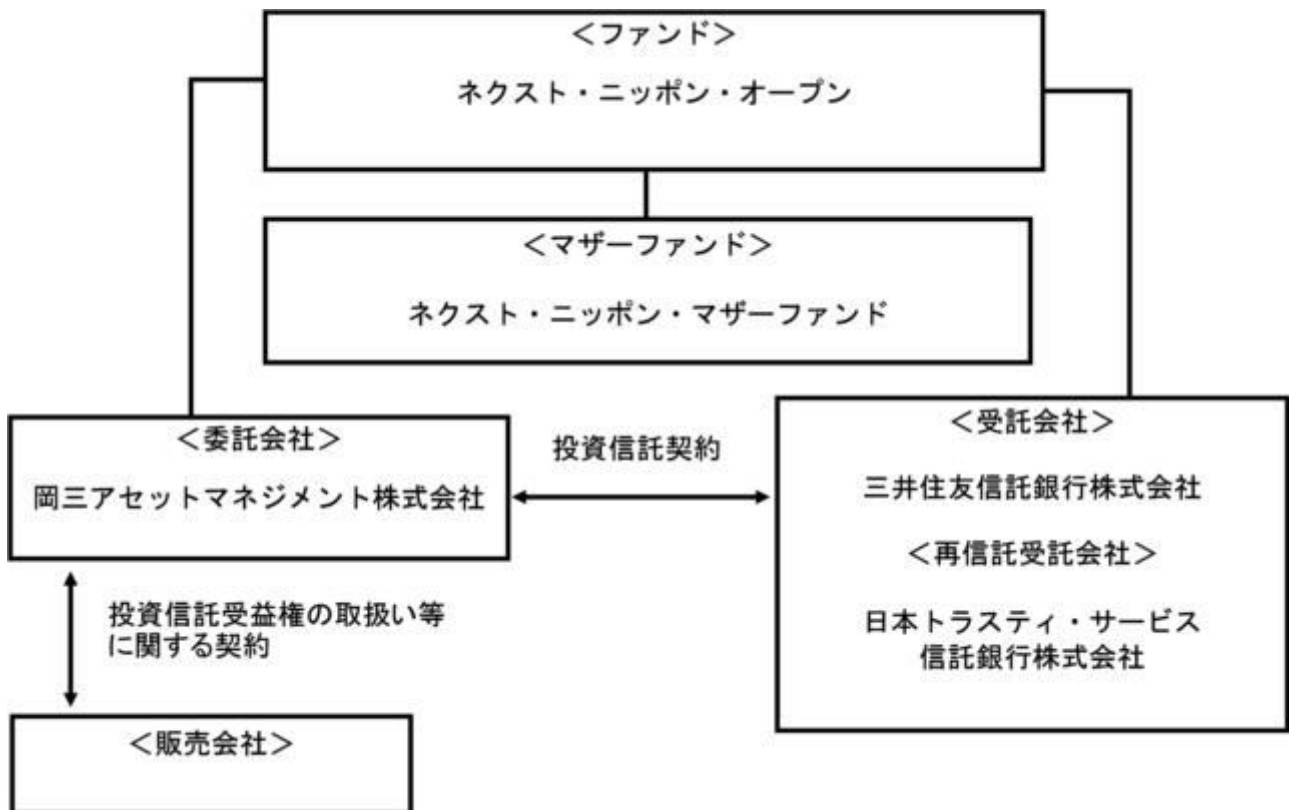 ＜ファンド＞
ネクスト・ニッポン・オープン
＜マザーファンド＞
ネクスト・ニッポン・マザーファンド
＜委託会社＞
岡三アセットマネジメント株式会社
投資信託契約
＜受託会社＞
三井住友信託銀行株式会社
＜再信託受託会社＞
日本トラスティ・サービス
信託銀行株式会社
投資信託受益権の取扱い等
に関する契約
＜販売会社＞